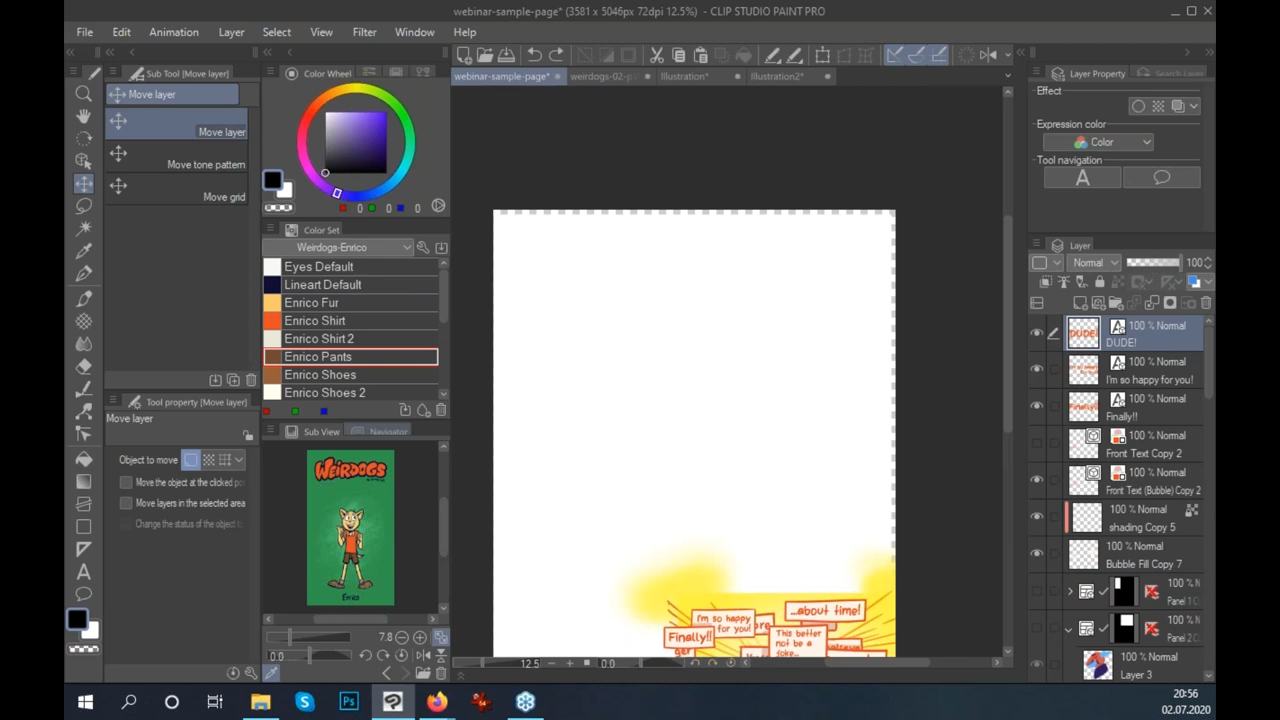 webinar-sample-page* (3581 x 5046px 72dpi 12.5%) - CLIP STUDIO PAINT PRO
File Edit Animation Layer Select View Filter Window Help
webinar-sample-page* Illustration* Illustration2*
Sub Tool [Move layer]
Move layer
Move layer
Move tone pattern
Move grid
Tool property [Move layer]
Move layer
Object to move
Move the object at the clicked
Move layers in the selected area
Change the status of the object
Color Wheel
0 0 0
Color Set
Weirdogs-Enrico
Eyes Default
Lineart Default
Enrico Fur
Enrico Shirt
Enrico Shirt 2
Enrico Pants
Enrico Shoes
Enrico Shoes 2
Sub View Navigator
WEIRDOGS
Enrico
7.8
0.0
...about time!
I'm so happy for you!
Finally!!
This better not be a joke...
12.5 0.0
Layer Property Search Layer
Effect
Expression color
Color
Tool navigation
A
Layer
Normal 100
100 % Normal
DUDE!
100 % Normal
I'm so happy for you!
100 % Normal
Finally!!
100 % Normal
Front Text Copy 2
100 % Normal
Front Text (Bubble) Copy 2
100 % Normal
shading Copy 5
100 % Normal
Bubble Fill Copy 7
100 %
Panel
100 %
Panel
100 % Normal
Layer 3
20:56
02.07.2020